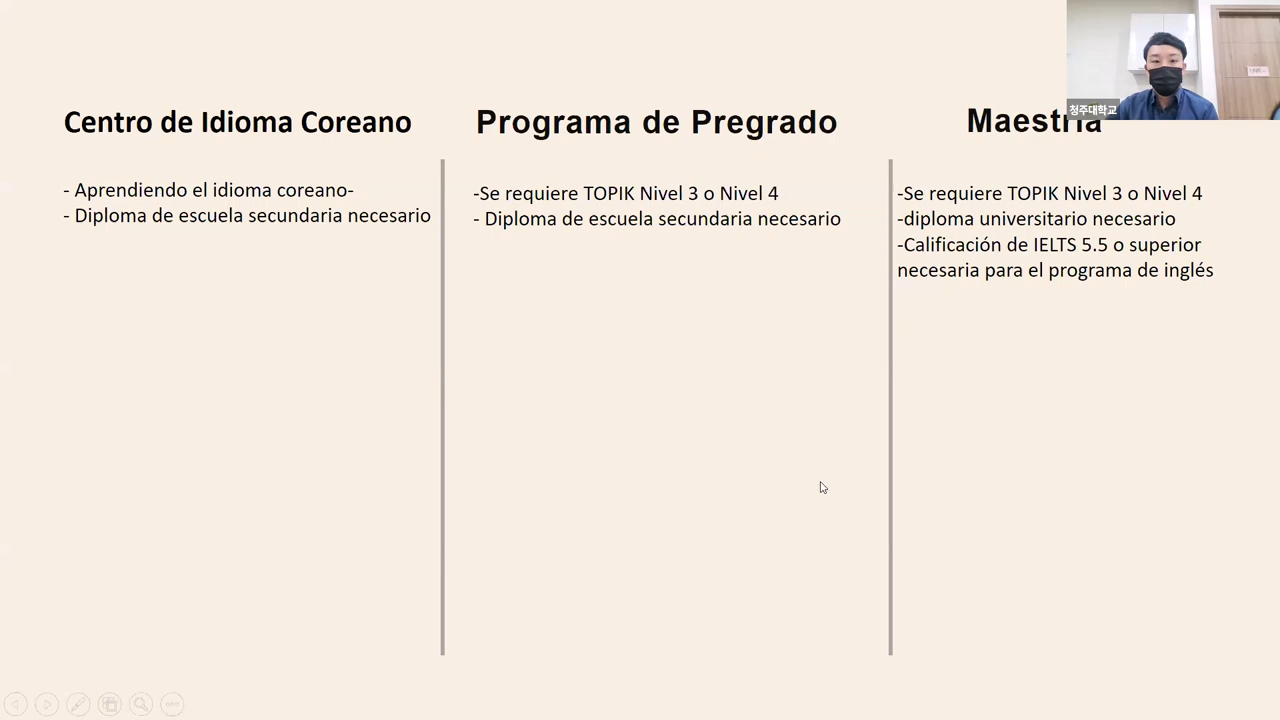 Centro de Idioma Coreano
- Aprendiendo el idioma coreano-
- Diploma de escuela secundaria necesario
Programa de Pregrado
-Se requiere TOPIK Nivel 3 o Nivel 4
- Diploma de escuela secundaria necesario
Maestria
-Se requiere TOPIK Nivel 3 o Nivel 4
-diploma universitario necesario
-Calificación de IELTS 5.5 o superior
necesaria para el programa de inglés
청주대학교